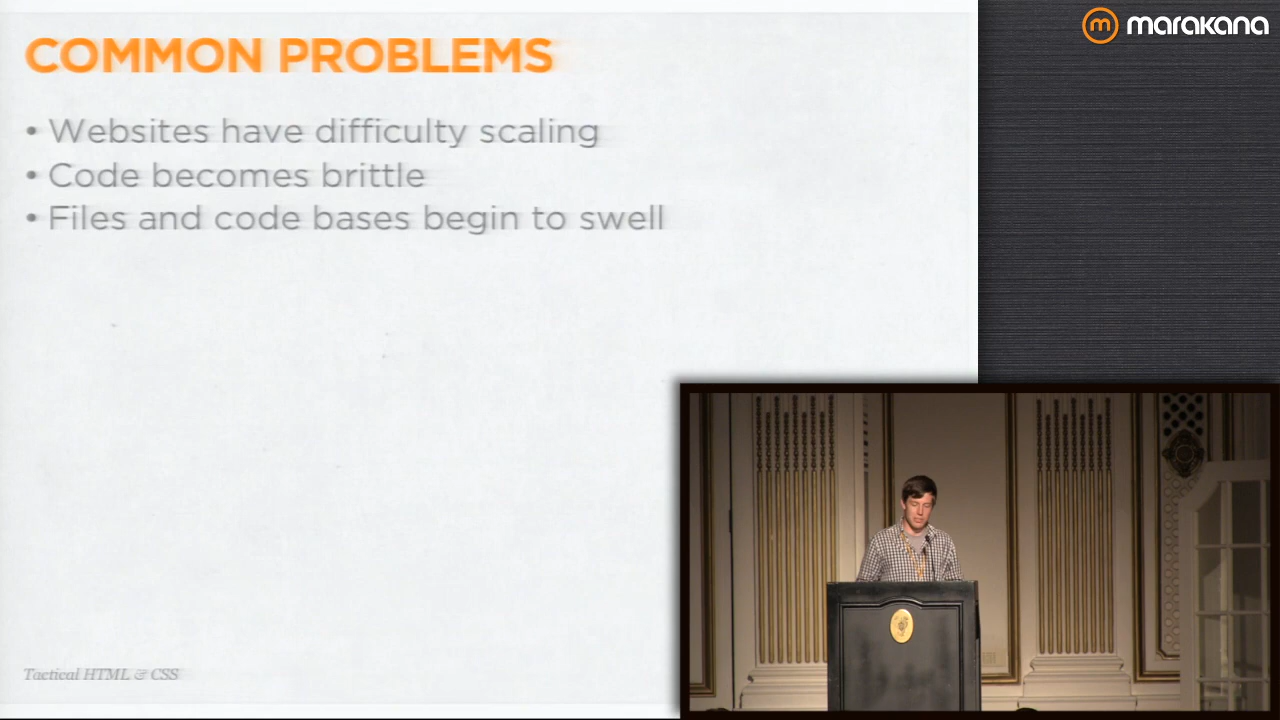 COMMON PROBLEMS
• Websites have difficulty scaling
• Code becomes brittle
• Files and code bases begin to swell
Tactical HTML & CSS
m marakana